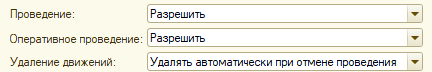 Проведение: Разрешить
Оперативное проведение: Разрешить
Удаление движений: Удалять автоматически при отмене проведения